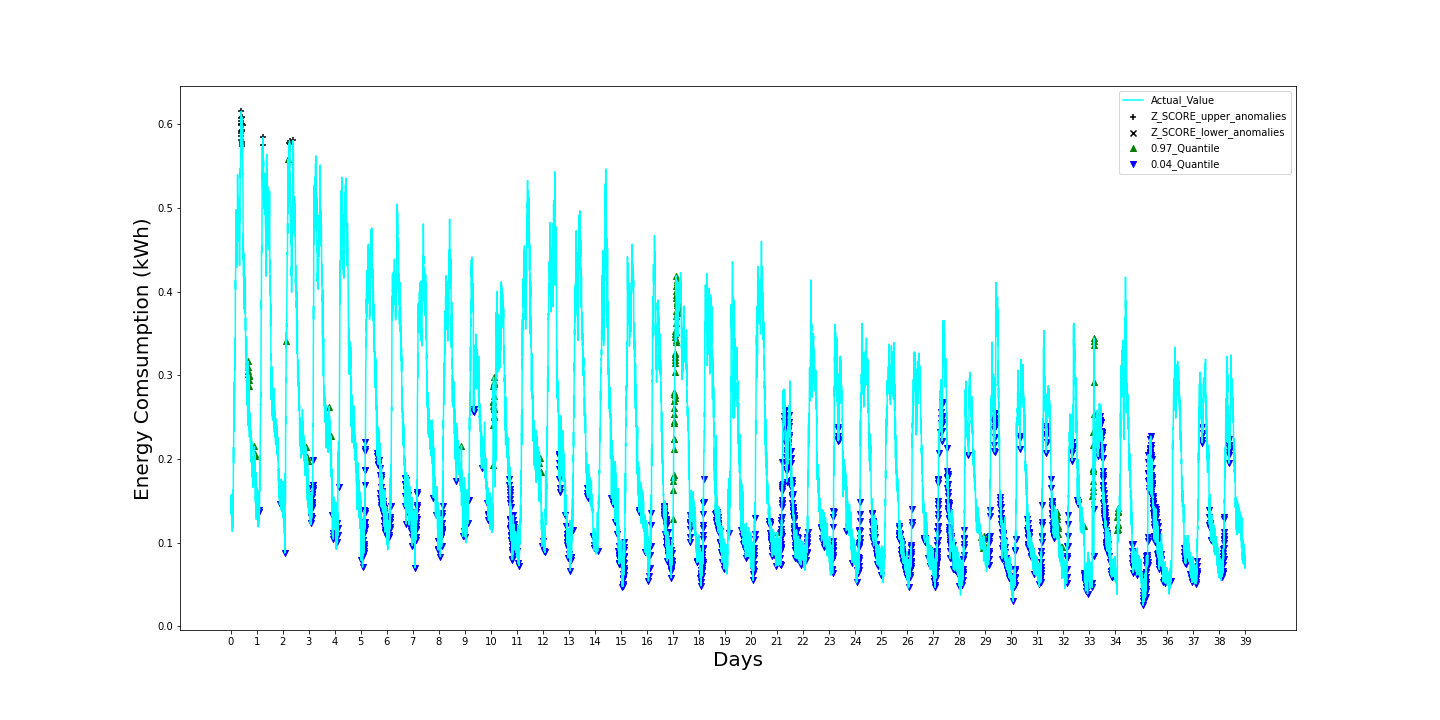 0.6
0.5
0.4
0.3
0.2
0.1
0.0
Energy Comsumption (kWh)
Actual_Value
Z_SCORE_upper_anomalies
Z_SCORE_lower_anomalies
0.97_Quantile
0.04_Quantile
0 1 2 3 4 5 6 7 8 9 10 11 12 13 14 15 16 17 18 19 20 21 22 23 24 25 26 27 28 29 30 31 32 33 34 35 36 37 38 39
Days